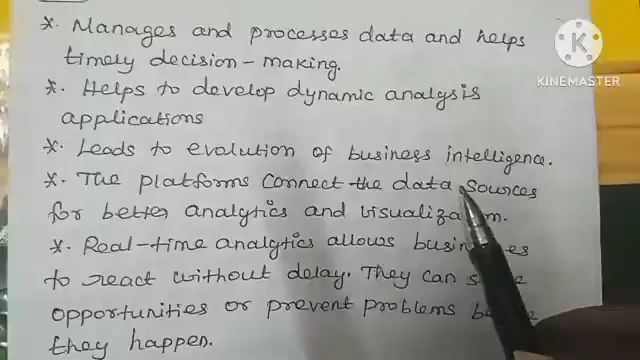 *. Manages and processes data and helps
timely decision-making.
*. Helps to develop dynamic analysis
applications
*. Leads to evolution of business intelligence.
*. The platforms connect the data sources
for better analytics and visualization.
*. Real-time analytics allows businesses
to react without delay. They can
opportunities or prevent problems
they happen.
KINEMASTER